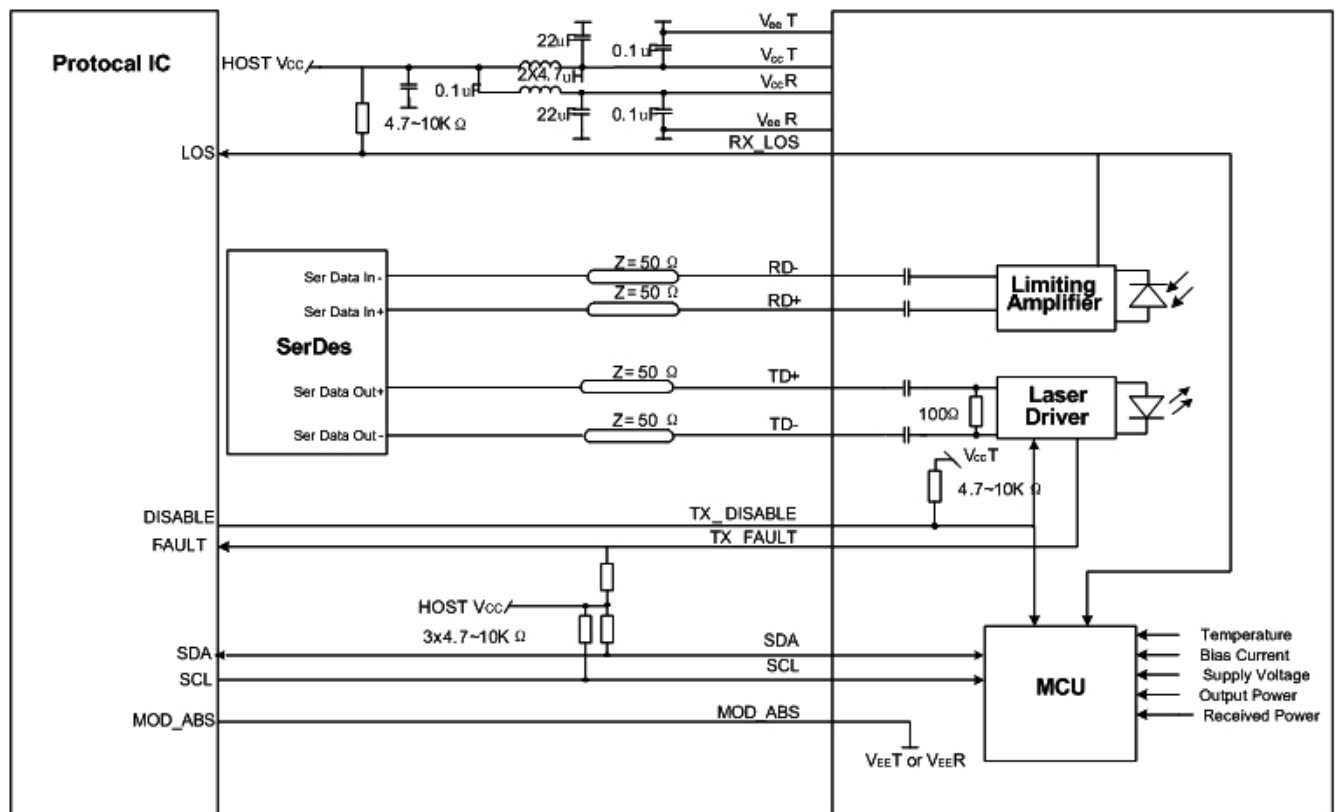 Protocal IC
HOST Vcc
22uF
0.1uF
VeeT
VccT
2X4.7uH
0.1uF
VccR
4.7~10K Ω
22uF
0.1uF
VeeR
LOS
RX_LOS
Ser Data In-
Z=50 Ω
RD-
Ser Data In+
Z=50 Ω
RD+
Limiting
Amplifier
SerDes
Ser Data Out+
Z=50 Ω
TD+
Ser Data Out-
Z=50 Ω
TD-
100Ω
Laser
Driver
VccT
4.7~10K Ω
DISABLE
TX_DISABLE
FAULT
TX_FAULT
HOST Vcc
3x4.7~10K Ω
SDA
SDA
SCL
SCL
MOD_ABS
MOD_ABS
VEET or VEER
MCU
Temperature
Bias Current
Supply Voltage
Output Power
Received Power